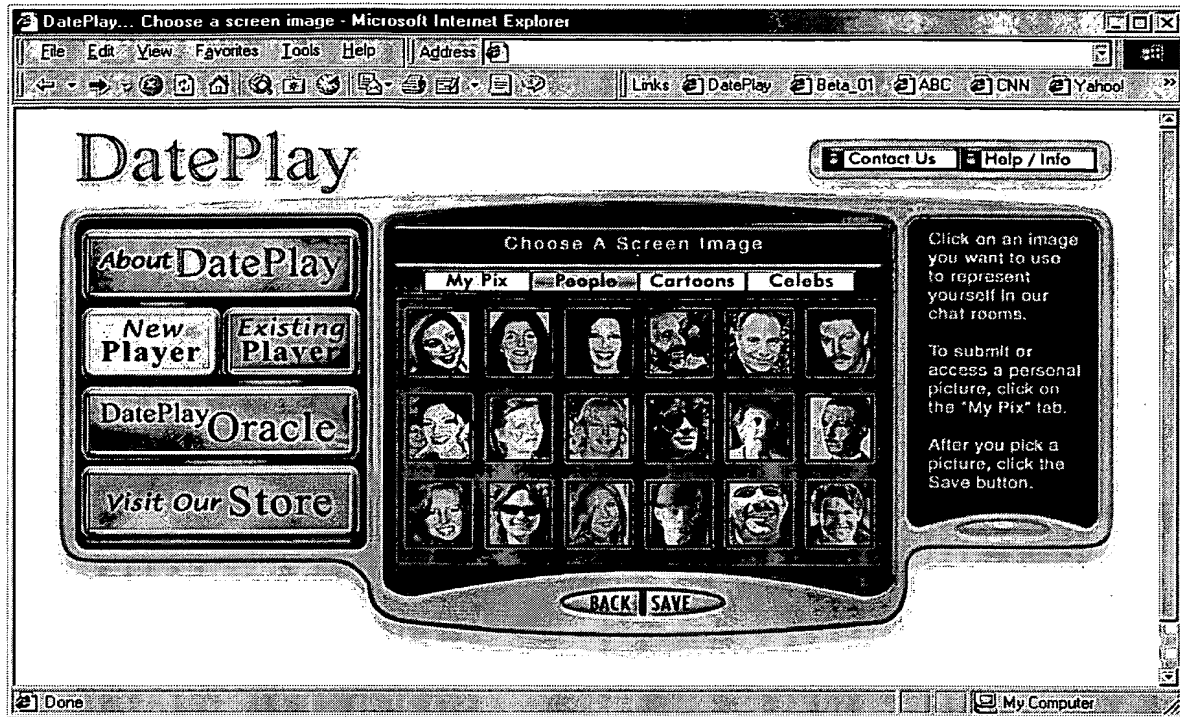 DatePlay... Choose a screen image - Microsoft Internet Explorer
File Edit View Favorites Tools Help Address
Links DatePlay Beta_01 ABC CNN Yahoo!
DatePlay
Contact Us Help / Info
About DatePlay
New Player
Existing Player
DatePlay Oracle
Visit Our Store
Choose A Screen Image
My Pix People Cartoons Celebs
BACK SAVE
Click on an image
you want to use
to represent
yourself in our
chat rooms.
To submit or
access a personal
picture, click on
the "My Pix" tab.
After you pick a
picture, click the
Save button.
Done My Computer